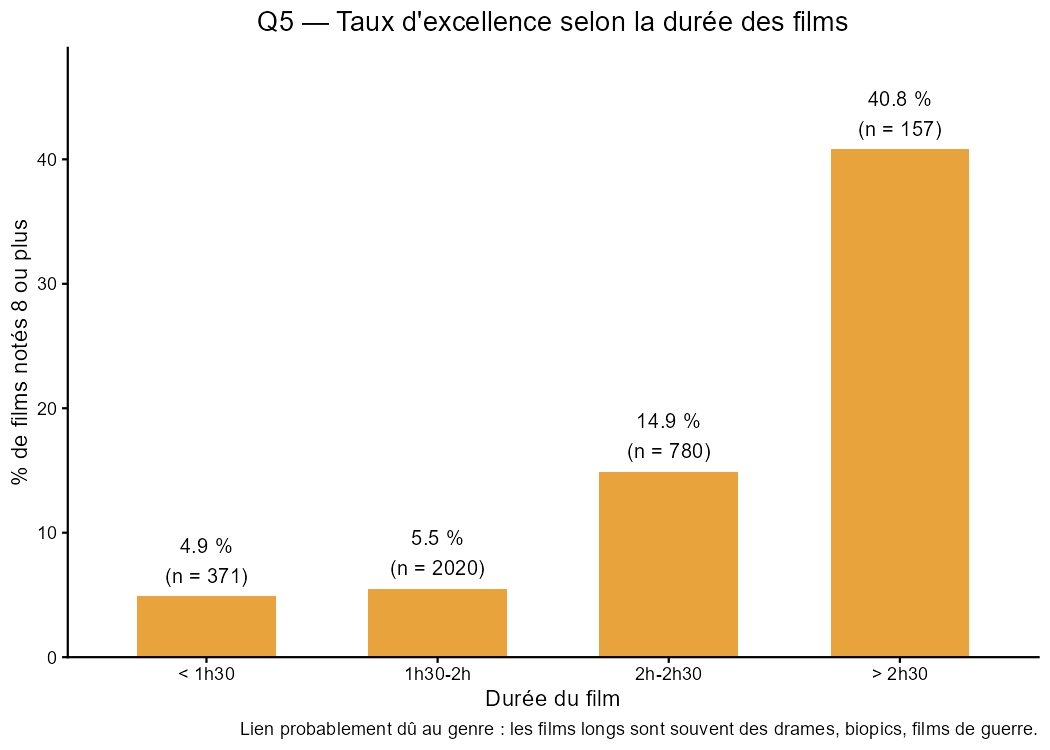 Q5 — Taux d'excellence selon la durée des films
% de films notés 8 ou plus
40
30
20
10
0
4.9 %
(n = 371)
5.5 %
(n = 2020)
14.9 %
(n = 780)
40.8 %
(n = 157)
< 1h30
1h30-2h
2h-2h30
> 2h30
Durée du film
Lien probablement dû au genre : les films longs sont souvent des drames, biopics, films de guerre.